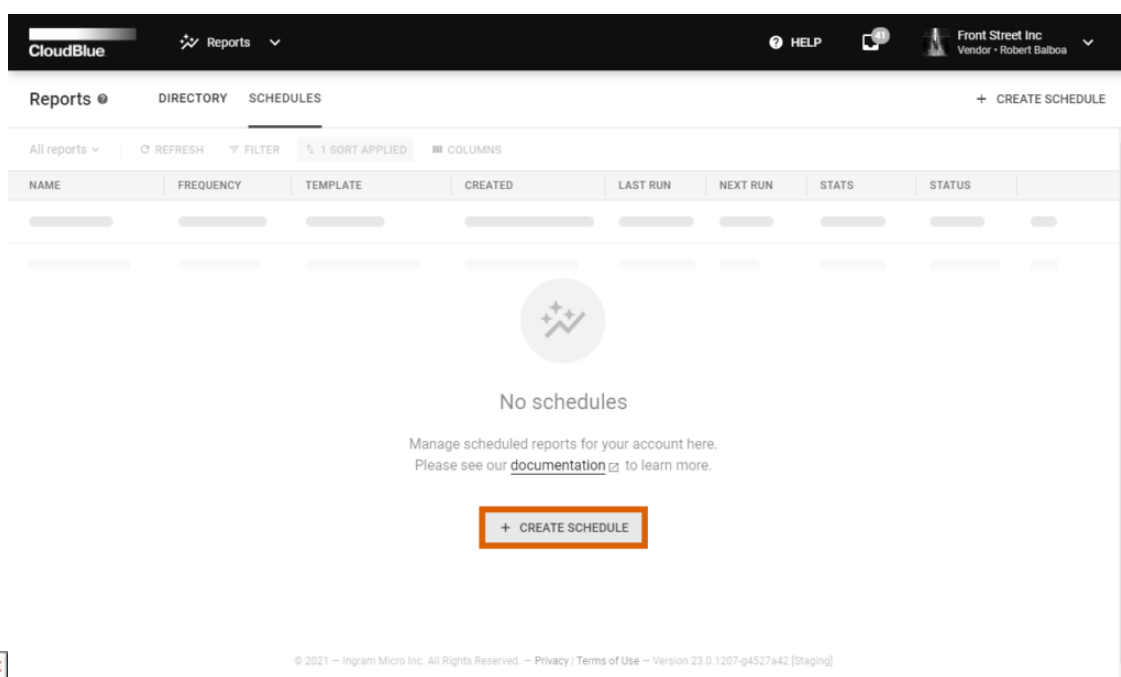 CloudBlue
Reports
HELP
41
Front Street Inc
Vendor • Robert Balboa
Reports
DIRECTORY
SCHEDULES
+ CREATE SCHEDULE
All reports
REFRESH
FILTER
1 SORT APPLIED
COLUMNS
NAME
FREQUENCY
TEMPLATE
CREATED
LAST RUN
NEXT RUN
STATS
STATUS
No schedules
Manage scheduled reports for your account here.
Please see our documentation to learn more.
+ CREATE SCHEDULE
© 2021 — Ingram Micro Inc. All Rights Reserved. — Privacy | Terms of Use — Version 23.0.1207-g4527a42 [Staging]